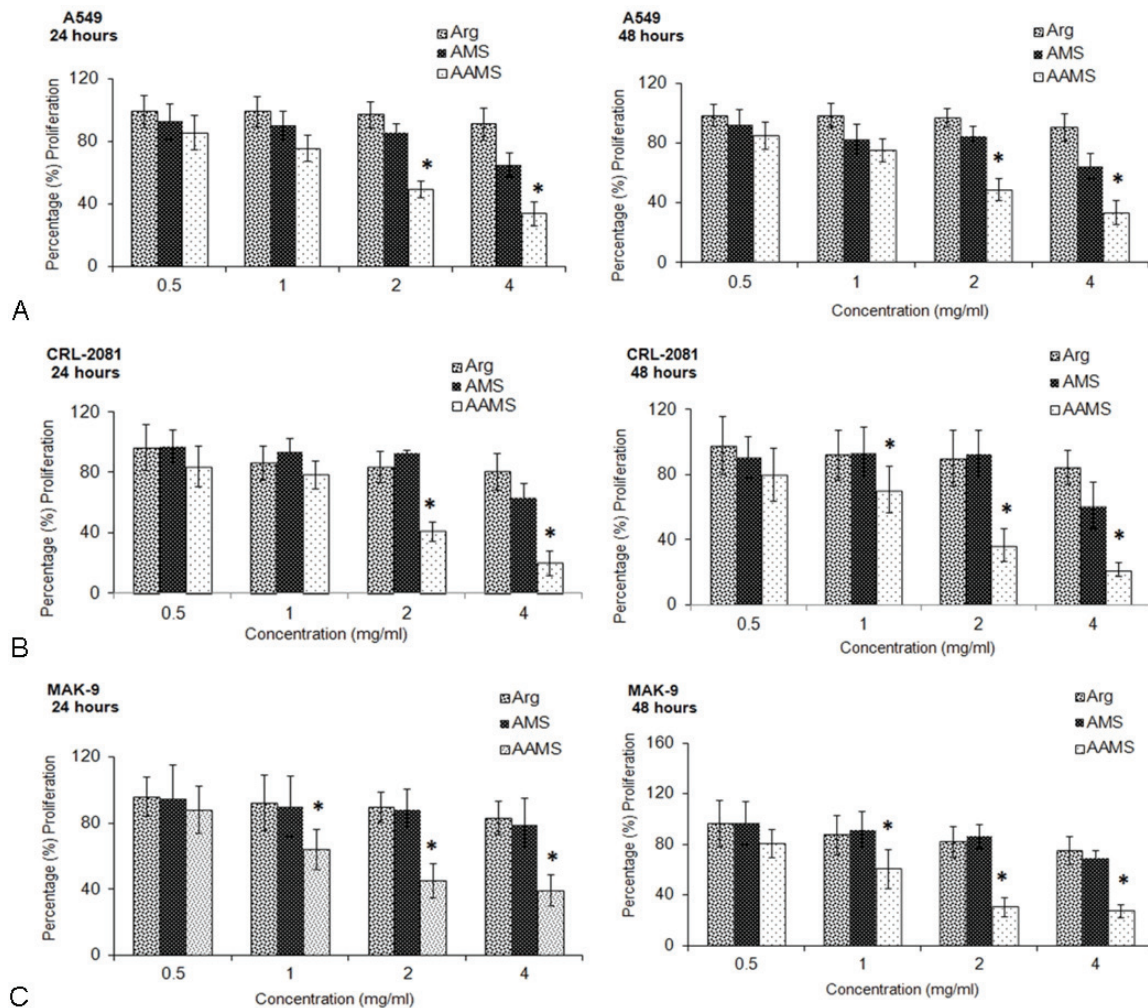 A549
24 hours
Arg
AMS
AAMS
Percentage (%) Proliferation
120
80
40
0
0.5 1 2 4
A549
48 hours
Arg
AMS
AAMS
Percentage (%) Proliferation
120
80
40
0
0.5 1 2 4
Concentration (mg/ml)
* * * *
A
CRL-2081
24 hours
Arg
AMS
AAMS
Percentage (%) Proliferation
120
80
40
0
0.5 1 2 4
Concentration (mg/ml)
CRL-2081
48 hours
Arg
AMS
AAMS
Percentage (%) Proliferation
120
80
40
0
0.5 1 2 4
Concentration (mg/ml)
* * * * *
B
MAK-9
24 hours
Arg
AMS
AAMS
Percentage (%) Proliferation
120
80
40
0
0.5 1 2 4
Concentration (mg/ml)
MAK-9
48 hours
Arg
AMS
AAMS
Percentage (%) Proliferation
160
120
80
40
0
0.5 1 2 4
Concentration (mg/ml)
* * * * * *
C